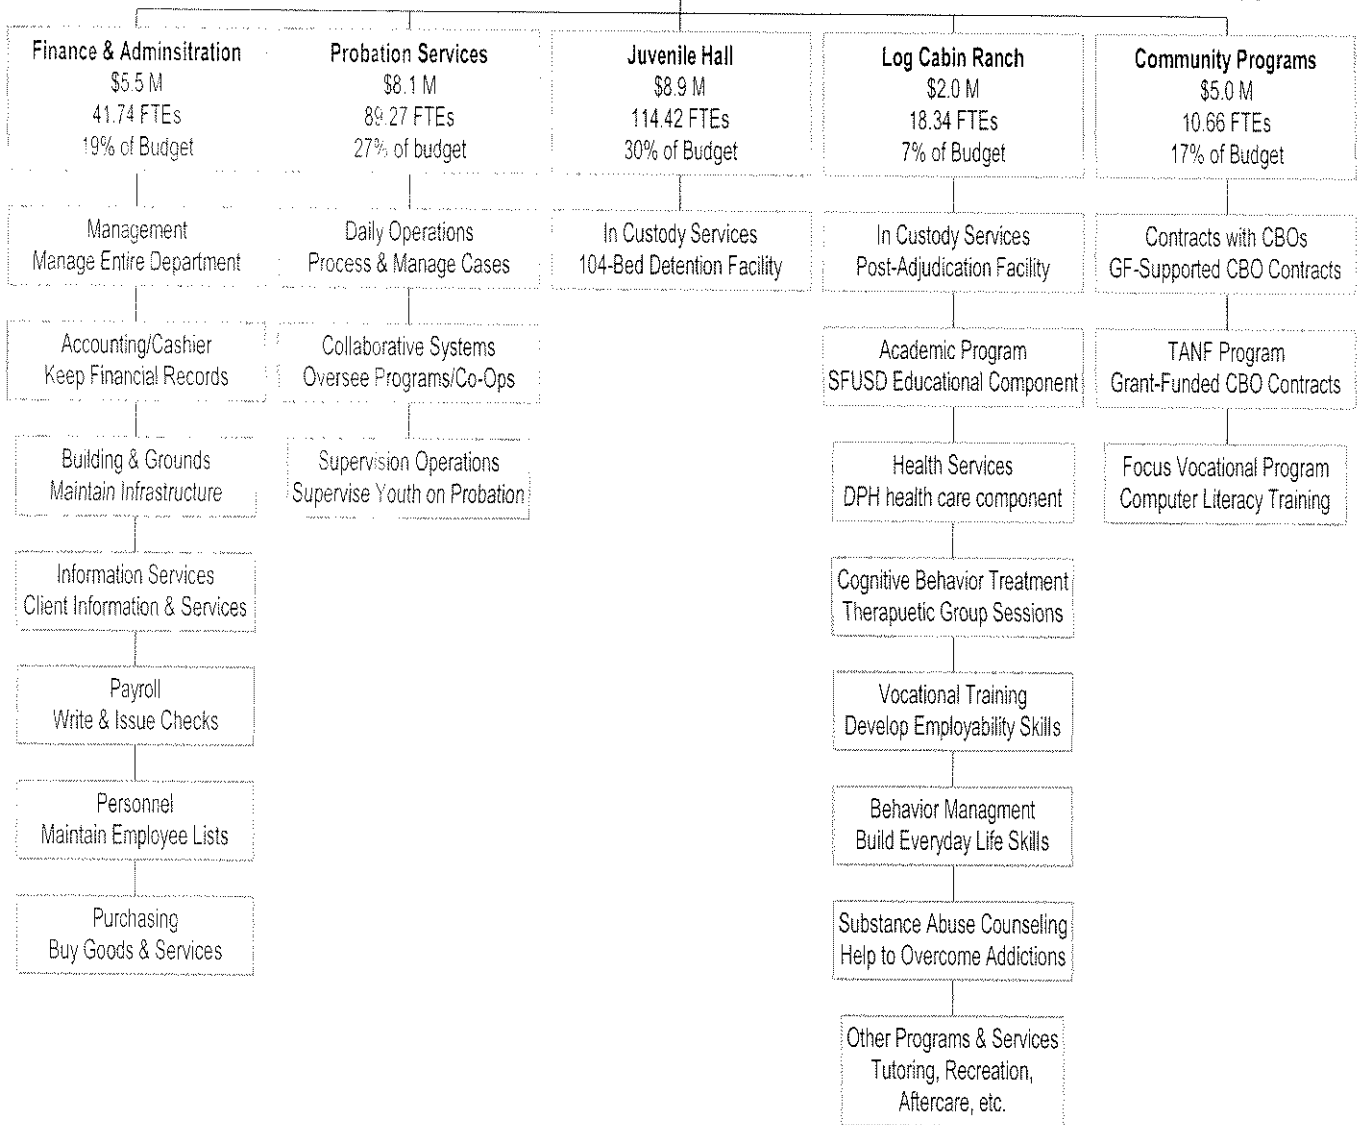 Finance & Adminsitration
$5.5 M
41.74 FTEs
19% of Budget
Management
Manage Entire Department
Accounting/Cashier
Keep Financial Records
Building & Grounds
Maintain Infrastructure
Information Services
Client Information & Services
Payroll
Write & Issue Checks
Personnel
Maintain Employee Lists
Purchasing
Buy Goods & Services
Probation Services
$8.1 M
89.27 FTEs
27% of budget
Daily Operations
Process & Manage Cases
Collaborative Systems
Oversee Programs/Co-Ops
Supervision Operations
Supervise Youth on Probation
Juvenile Hall
$8.9 M
114.42 FTEs
30% of Budget
In Custody Services
104-Bed Detention Facility
Log Cabin Ranch
$2.0 M
18.34 FTEs
7% of Budget
In Custody Services
Post-Adjudication Facility
Academic Program
SFUSD Educational Component
Health Services
DPH health care component
Cognitive Behavior Treatment
Therapuetic Group Sessions
Vocational Training
Develop Employability Skills
Behavior Managment
Build Everyday Life Skills
Substance Abuse Counseling
Help to Overcome Addictions
Other Programs & Services
Tutoring, Recreation,
Aftercare, etc.
Community Programs
$5.0 M
10.66 FTEs
17% of Budget
Contracts with CBOs
GF-Supported CBO Contracts
TANF Program
Grant-Funded CBO Contracts
Focus Vocational Program
Computer Literacy Training